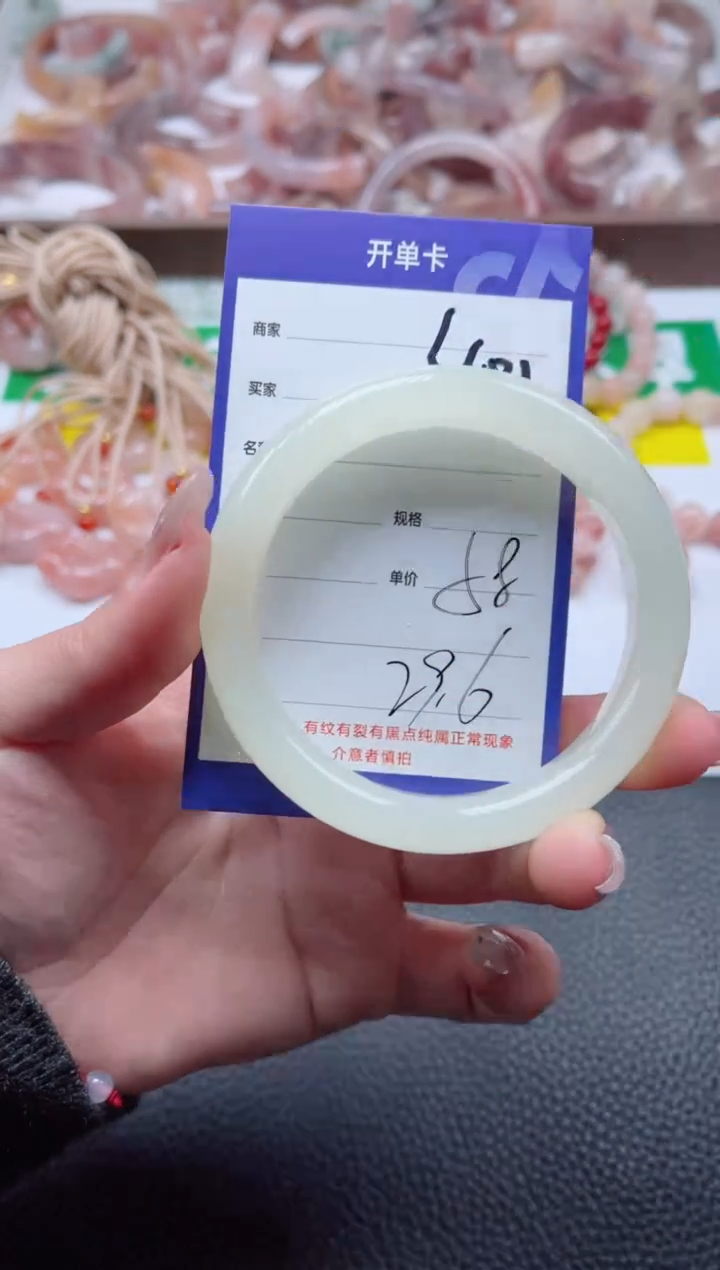 开单卡
商家
买家
规格
单价 58
29.6
有纹有裂有黑点纯属正常现象
介意者慎拍